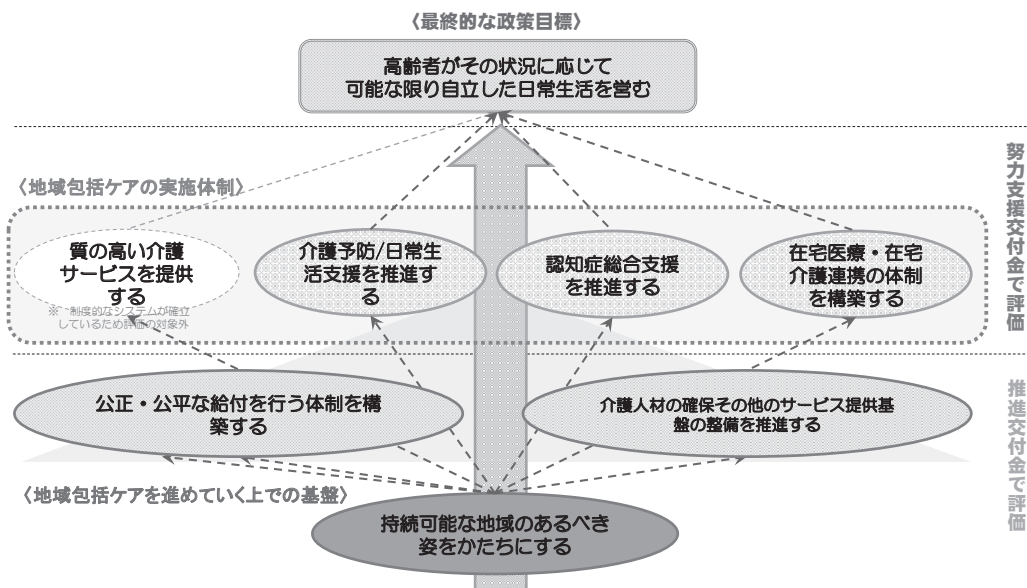 〈最終的な政策目標〉
高齢者がその状況に応じて
可能な限り自立した日常生活を営む
〈地域包括ケアの実施体制〉
質の高い介護
サービスを提供
する
※ 制度的なシステムが確立
しているため評価の対象外
介護予防/日常生
活支援を推進す
る
認知症総合支援
を推進する
在宅医療・在宅
介護連携の体制
を構築する
努力支援交付金で評価
公正・公平な給付を行う体制を構
築する
介護人材の確保その他のサービス提供基
盤の整備を推進する
推進交付金で評価
〈地域包括ケアを進めていく上での基盤〉
持続可能な地域のあるべき
姿をかたちにする